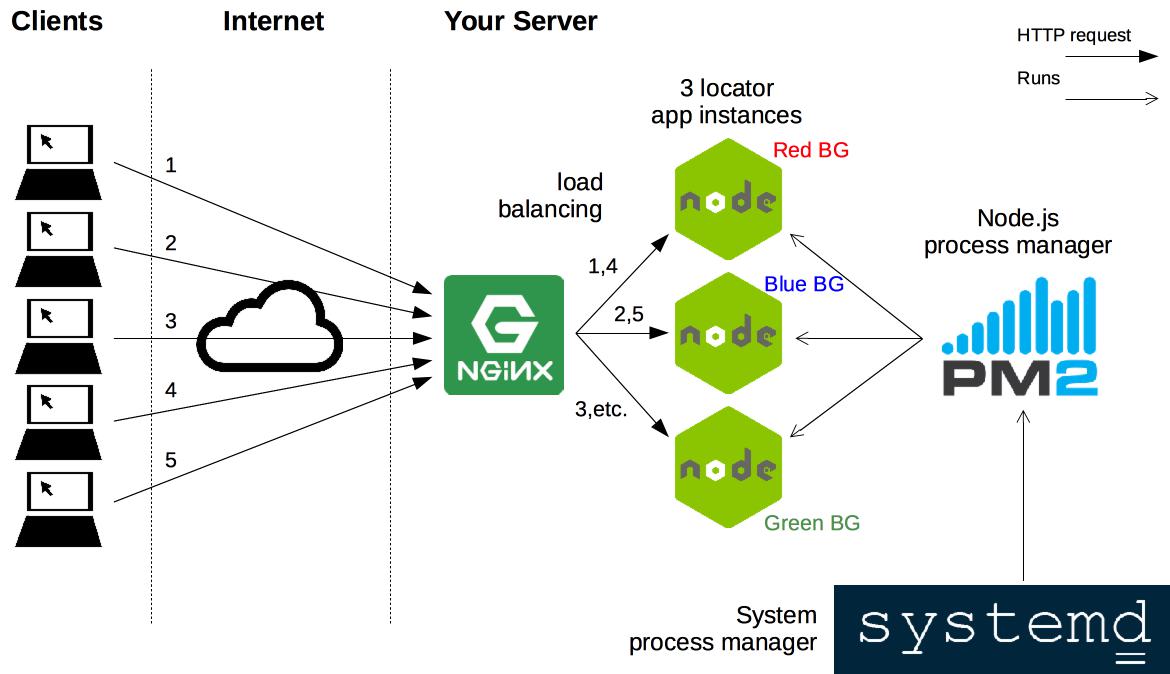 Clients
Internet
Your Server
HTTP request
Runs
3 locator
app instances
Red BG
node
load
balancing
1
2
3
4
5
1,4
2,5
3,etc.
NGiNX
Blue BG
node
node
Green BG
Node.js
process manager
PM2
System
process manager
systemd